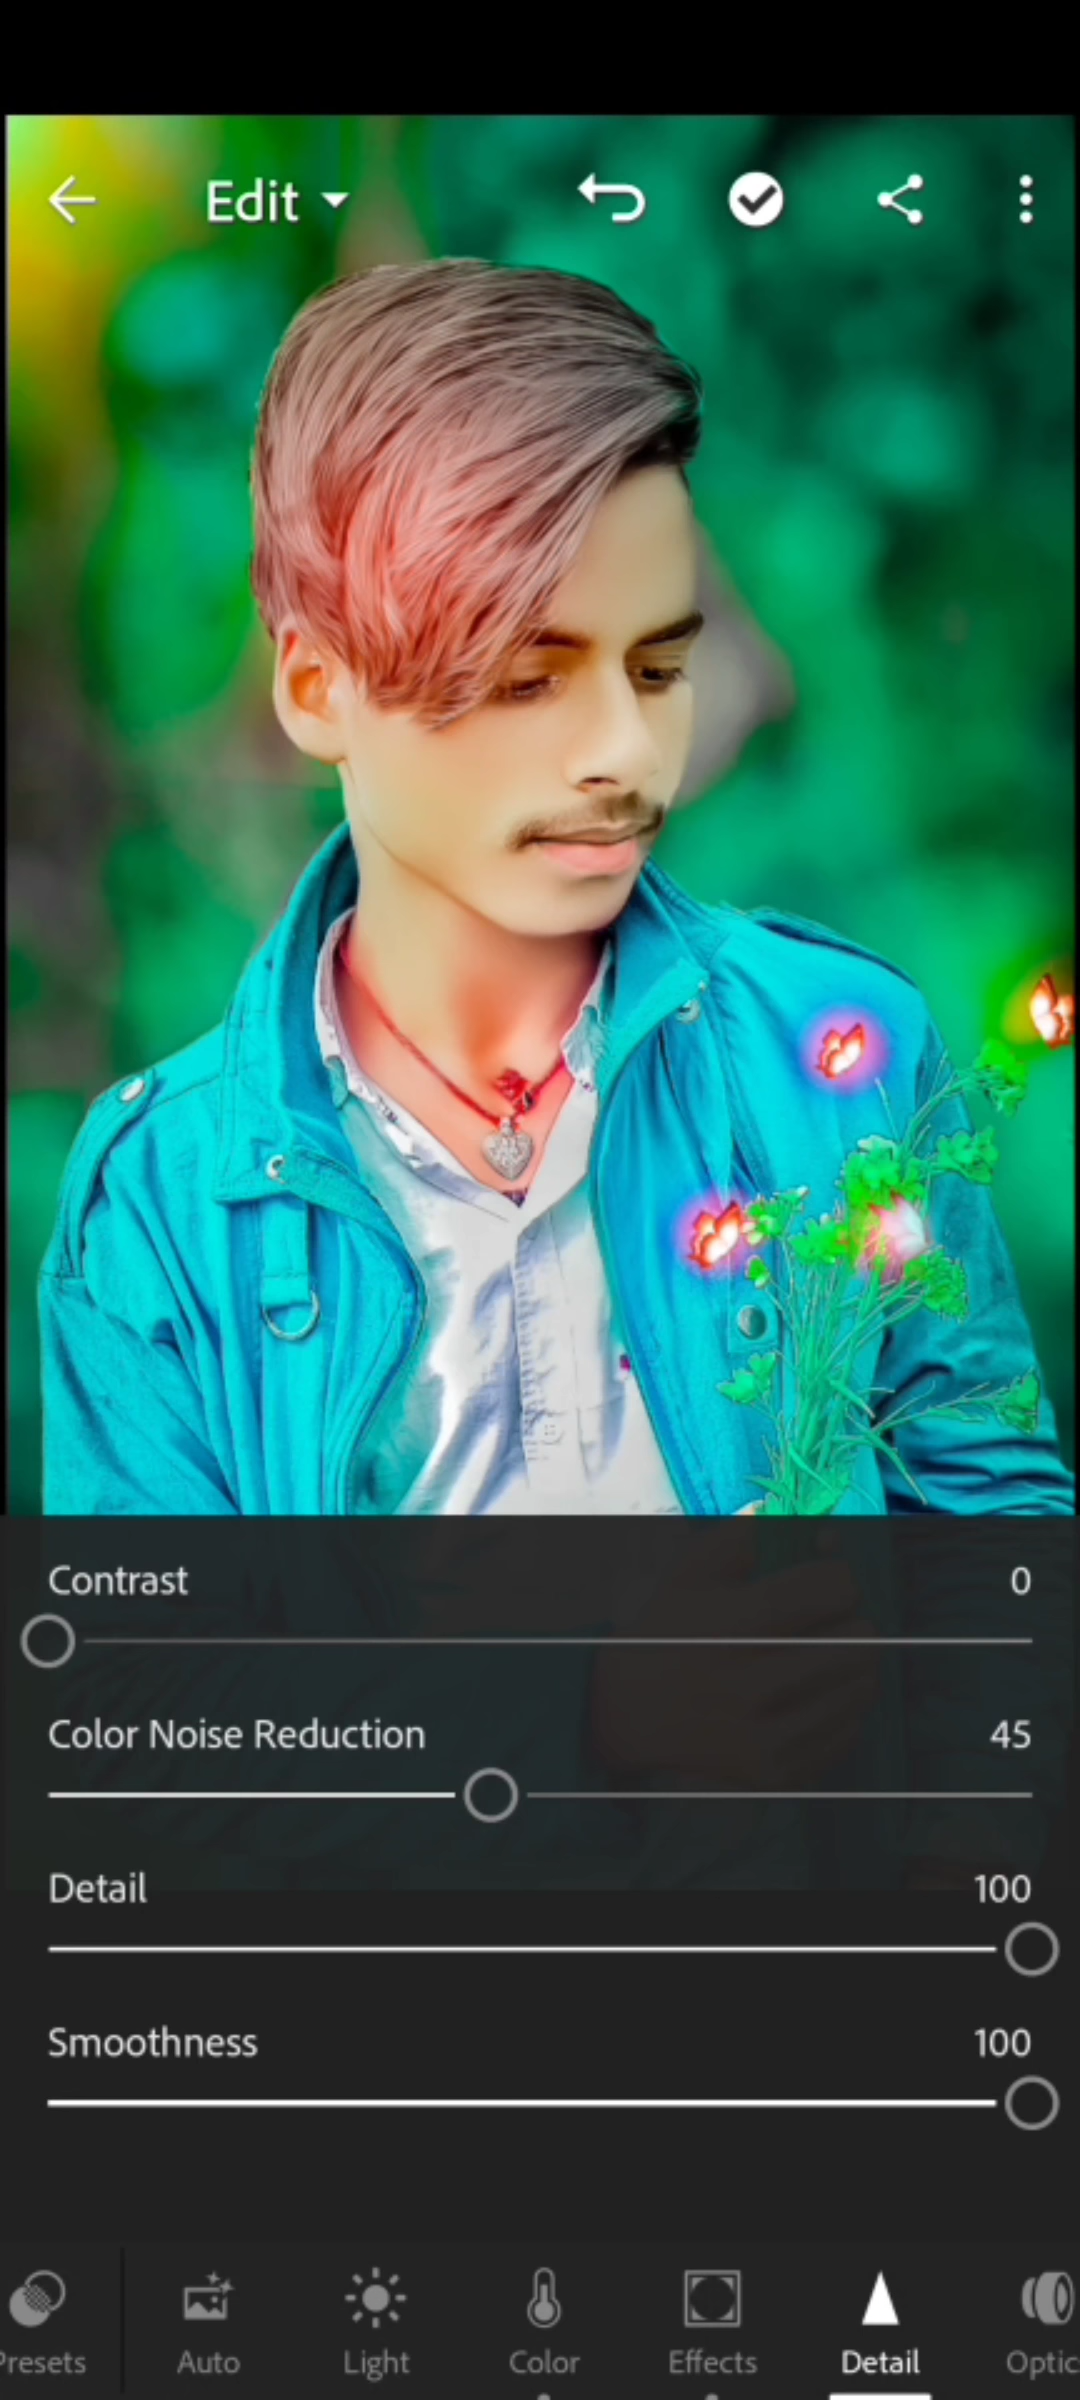 Edit
Contrast 0
Color Noise Reduction 45
Detail 100
Smoothness 100
Presets Auto Light Color Effects Detail Optic